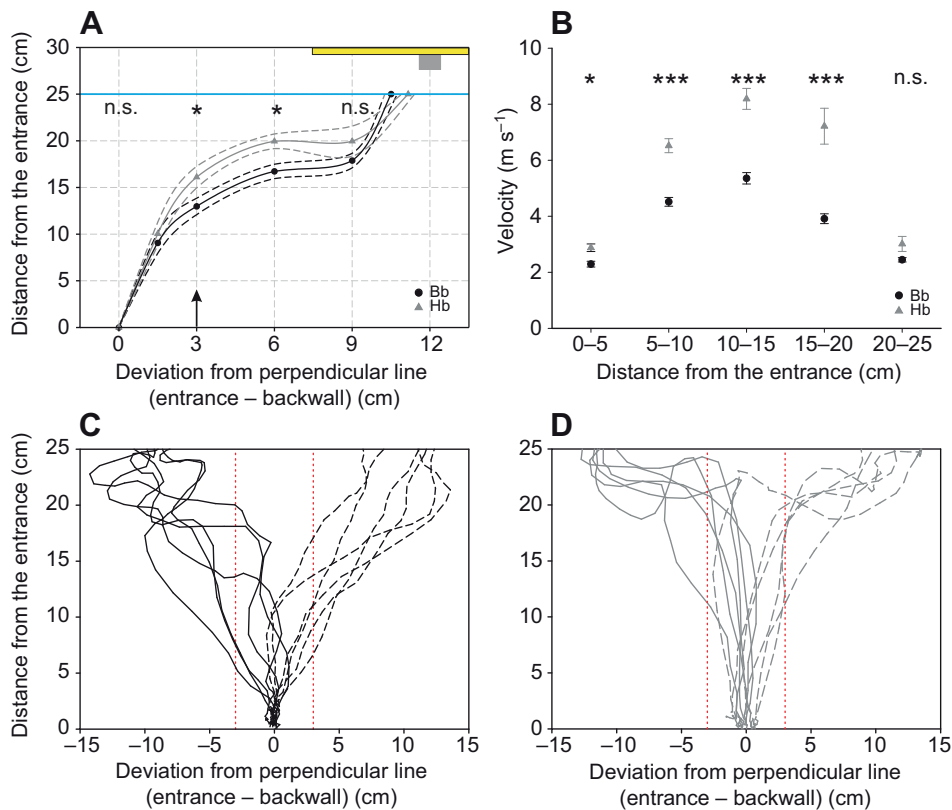 A
Distance from the entrance (cm)
30
25
20
15
10
5
0
n.s.
*
*
n.s.
Bb
Hb
0
3
6
9
12
Deviation from perpendicular line
(entrance – backwall) (cm)
B
Velocity (m s–1)
10
8
6
4
2
0
*
***
***
***
n.s.
Bb
Hb
0–5
5–10
10–15
15–20
20–25
Distance from the entrance (cm)
C
Distance from the entrance (cm)
25
20
15
10
5
0
–15
–10
–5
0
5
10
15
Deviation from perpendicular line
(entrance – backwall) (cm)
D
25
20
15
10
5
0
–15
–10
–5
0
5
10
15
Deviation from perpendicular line
(entrance – backwall) (cm)